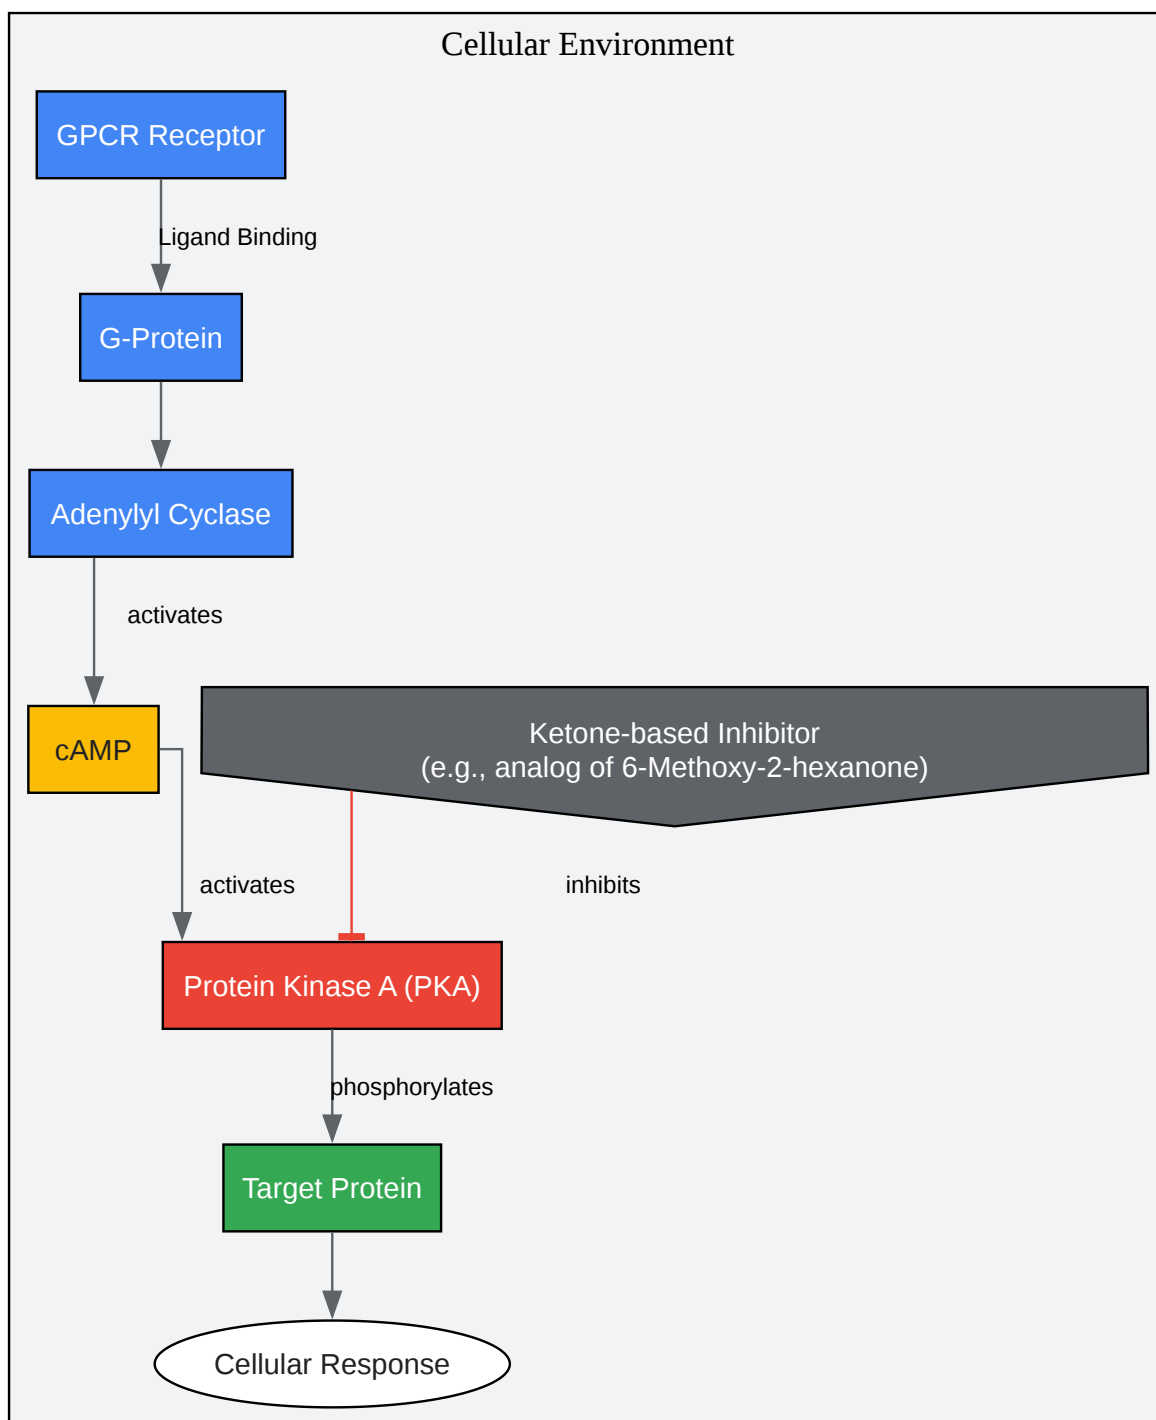 Cellular Environment
GPCR Receptor
Ligand Binding
G-Protein
Adenylyl Cyclase
activates
cAMP
Ketone-based Inhibitor
(e.g., analog of 6-Methoxy-2-hexanone)
activates
inhibits
Protein Kinase A (PKA)
phosphorylates
Target Protein
Cellular Response